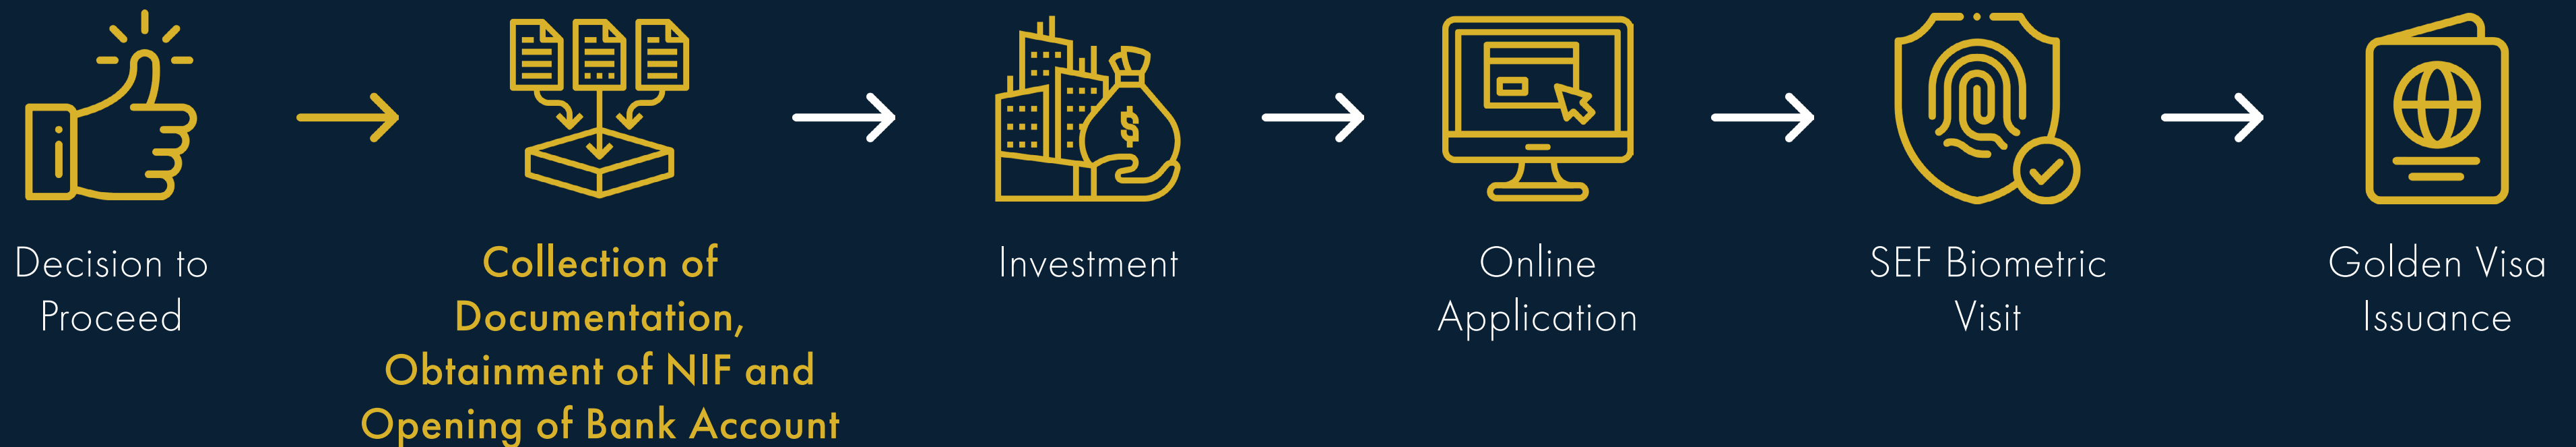 Decision to
Proceed
Collection of
Documentation,
Obtainment of NIF and
Opening of Bank Account
Investment
$
Online
Application
SEF Biometric
Visit
Golden Visa
Issuance